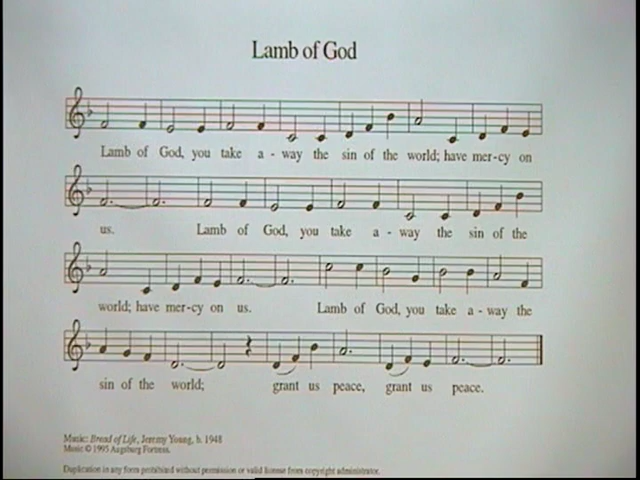 Lamb of God
Lamb of God, you take a - way the sin of the world; have mer-cy on
us. Lamb of God, you take a - way the sin of the
world; have mer-cy on us. Lamb of God, you take a - way the
sin of the world; grant us peace, grant us peace.
Music: Bread of Life, Jeremy Young, b. 1948
Music © 1995 Augsburg Fortress.
Duplication in any form prohibited without permission or valid license from copyright administrator.